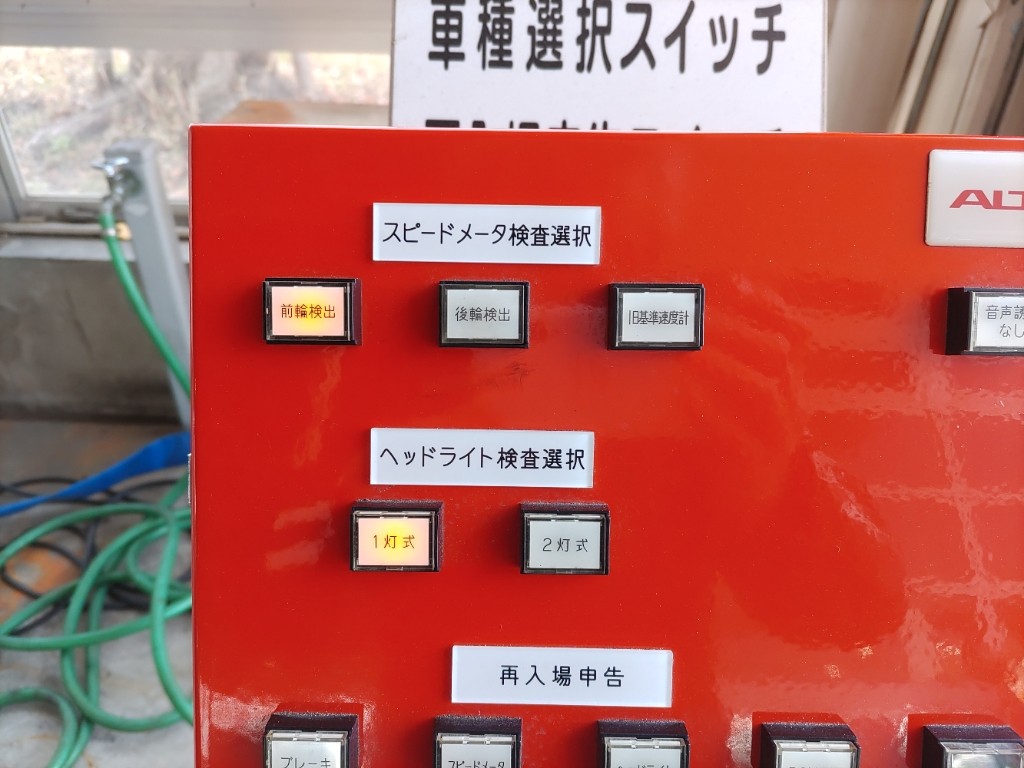 車種選択スイッチ
スピードメータ検査選択
前輪検出
後輪検出
旧基準速度計
音声
なし
ヘッドライト検査選択
1灯式
2灯式
再入場申告
ブレーキ
スピードメータ